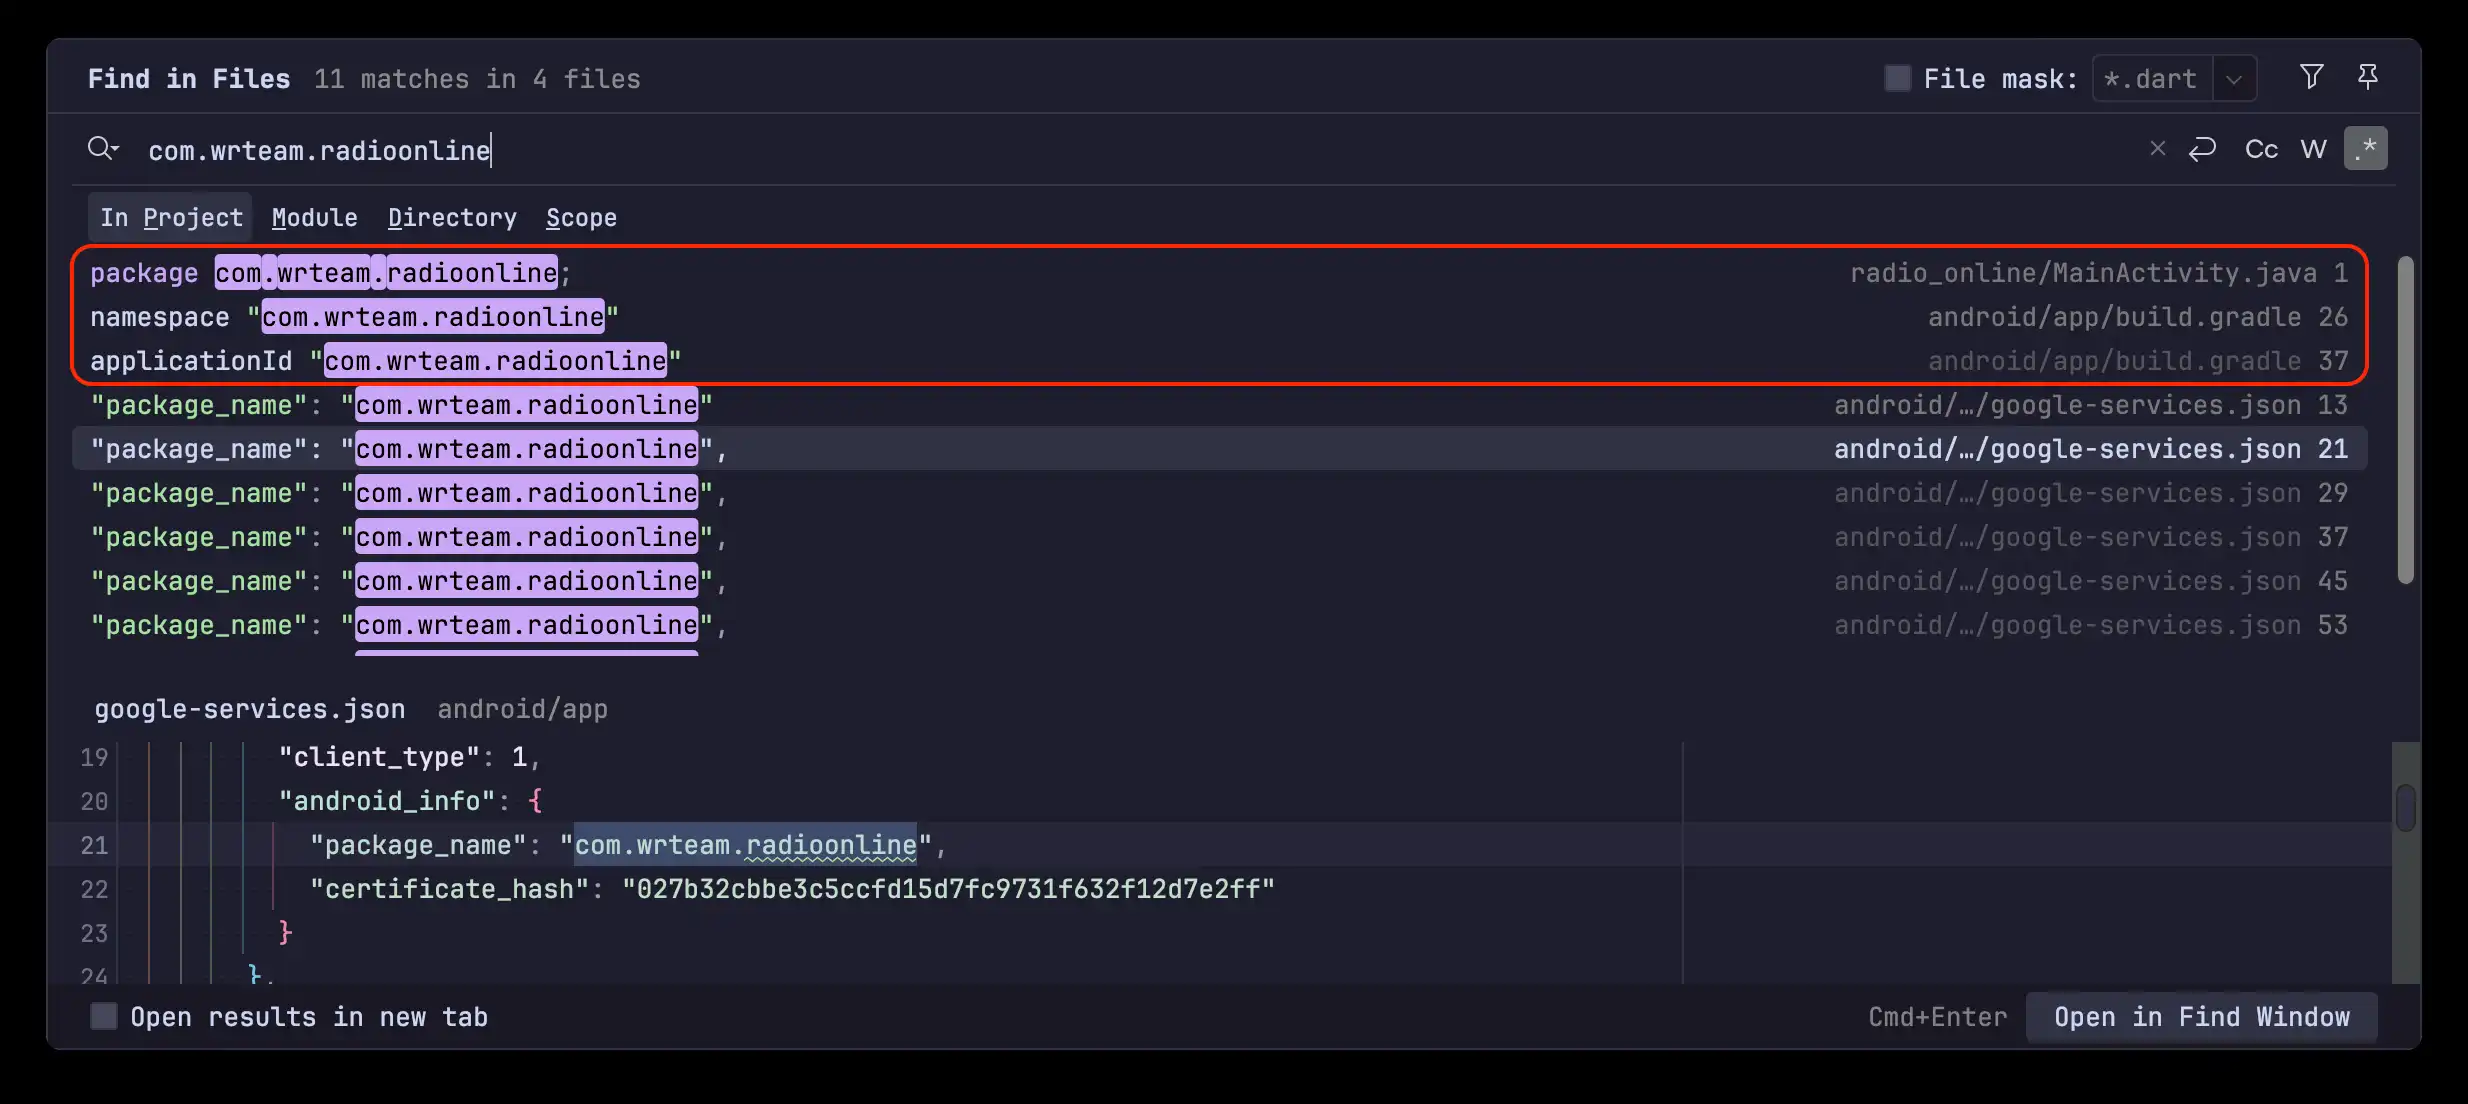 Find in Files 11 matches in 4 files File mask: *.dart
com.wrteam.radioonline Cc W .*
In Project Module Directory Scope
package com.wrteam.radioonline; radio_online/MainActivity.java 1
namespace "com.wrteam.radioonline" android/app/build.gradle 26
applicationId "com.wrteam.radioonline" android/app/build.gradle 37
"package_name": "com.wrteam.radioonline" android/…/google-services.json 13
"package_name": "com.wrteam.radioonline", android/…/google-services.json 21
"package_name": "com.wrteam.radioonline", android/…/google-services.json 29
"package_name": "com.wrteam.radioonline", android/…/google-services.json 37
"package_name": "com.wrteam.radioonline", android/…/google-services.json 45
"package_name": "com.wrteam.radioonline", android/…/google-services.json 53
google-services.json android/app
19 "client_type": 1,
20 "android_info": {
21 "package_name": "com.wrteam.radioonline",
22 "certificate_hash": "027b32cbbe3c5ccfd15d7fc9731f632f12d7e2ff"
23 }
24 },
Open results in new tab Cmd+Enter Open in Find Window